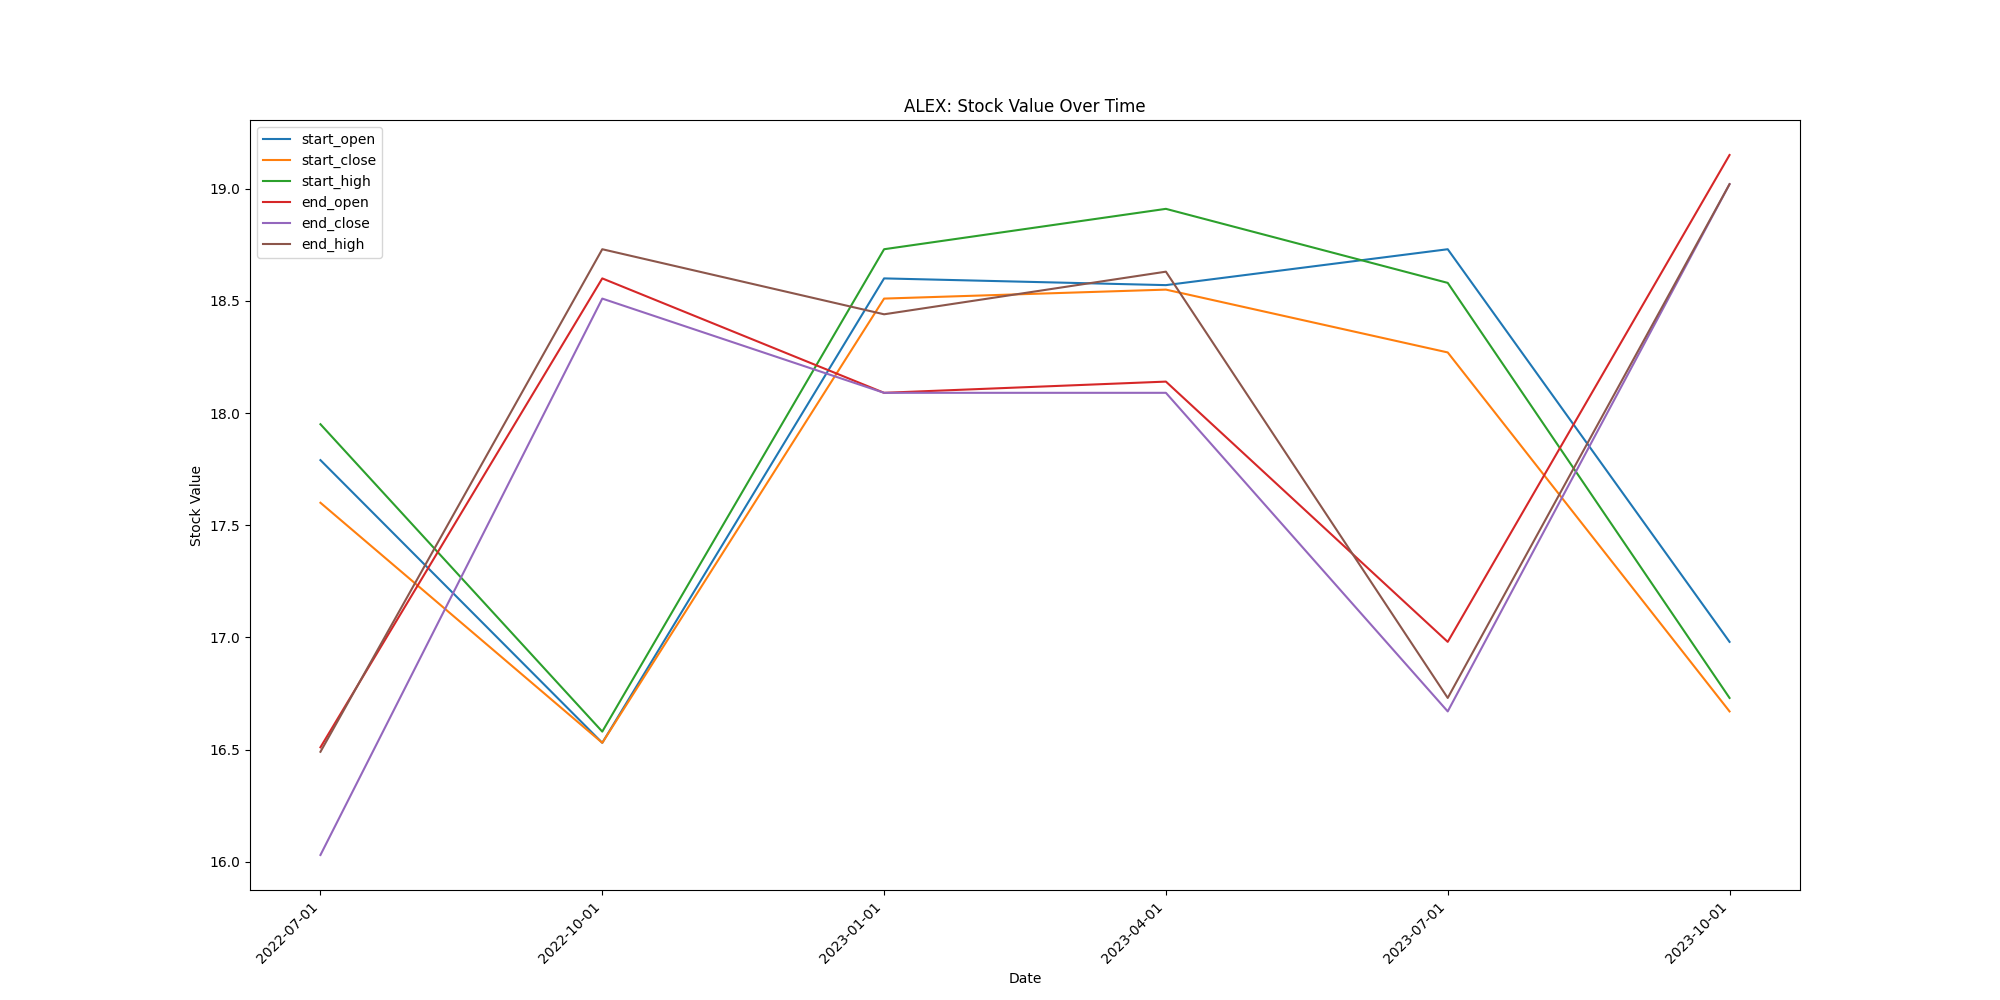 ALEX: Stock Value Over Time
start_open
start_close
start_high
end_open
end_close
end_high
Stock Value
19.0
18.5
18.0
17.5
17.0
16.5
16.0
2022-07-01
2022-10-01
2023-01-01
2023-04-01
2023-07-01
2023-10-01
Date